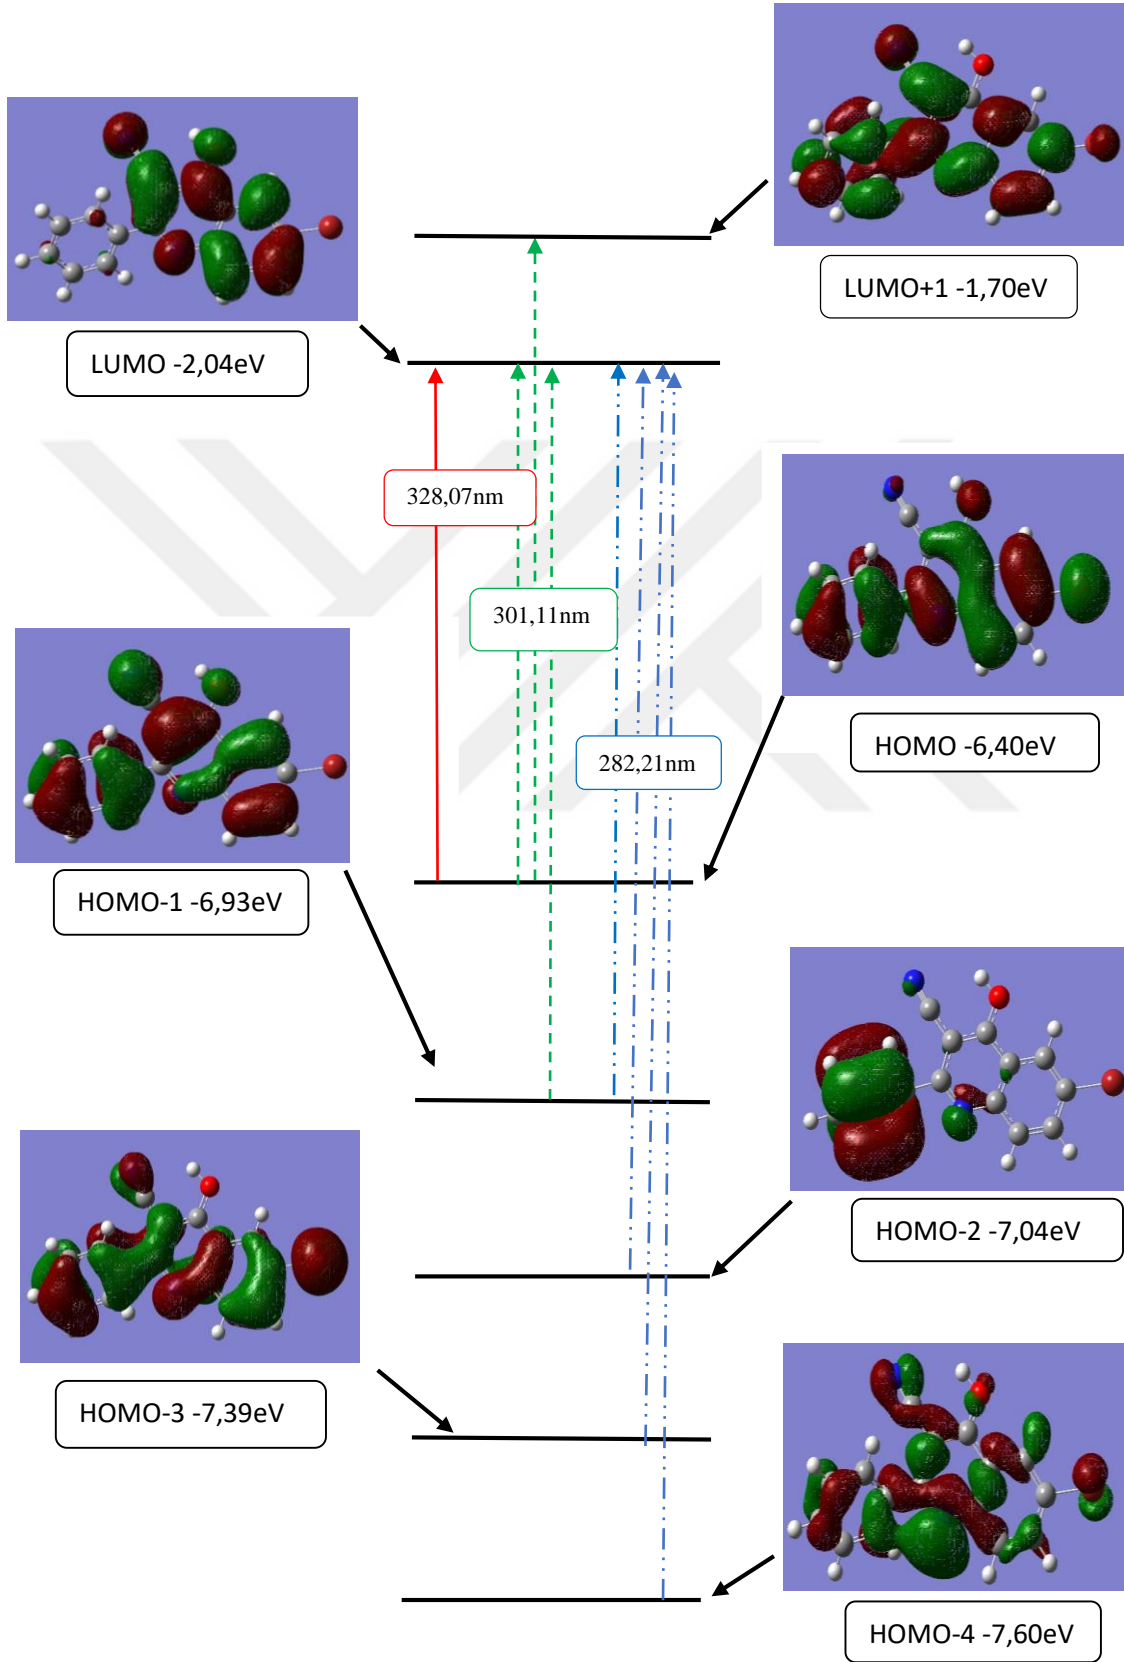 LUMO+1 -1,70eV
LUMO -2,04eV
328,07nm
301,11nm
HOMO -6,40eV
282,21nm
HOMO-1 -6,93eV
HOMO-2 -7,04eV
HOMO-3 -7,39eV
HOMO-4 -7,60eV